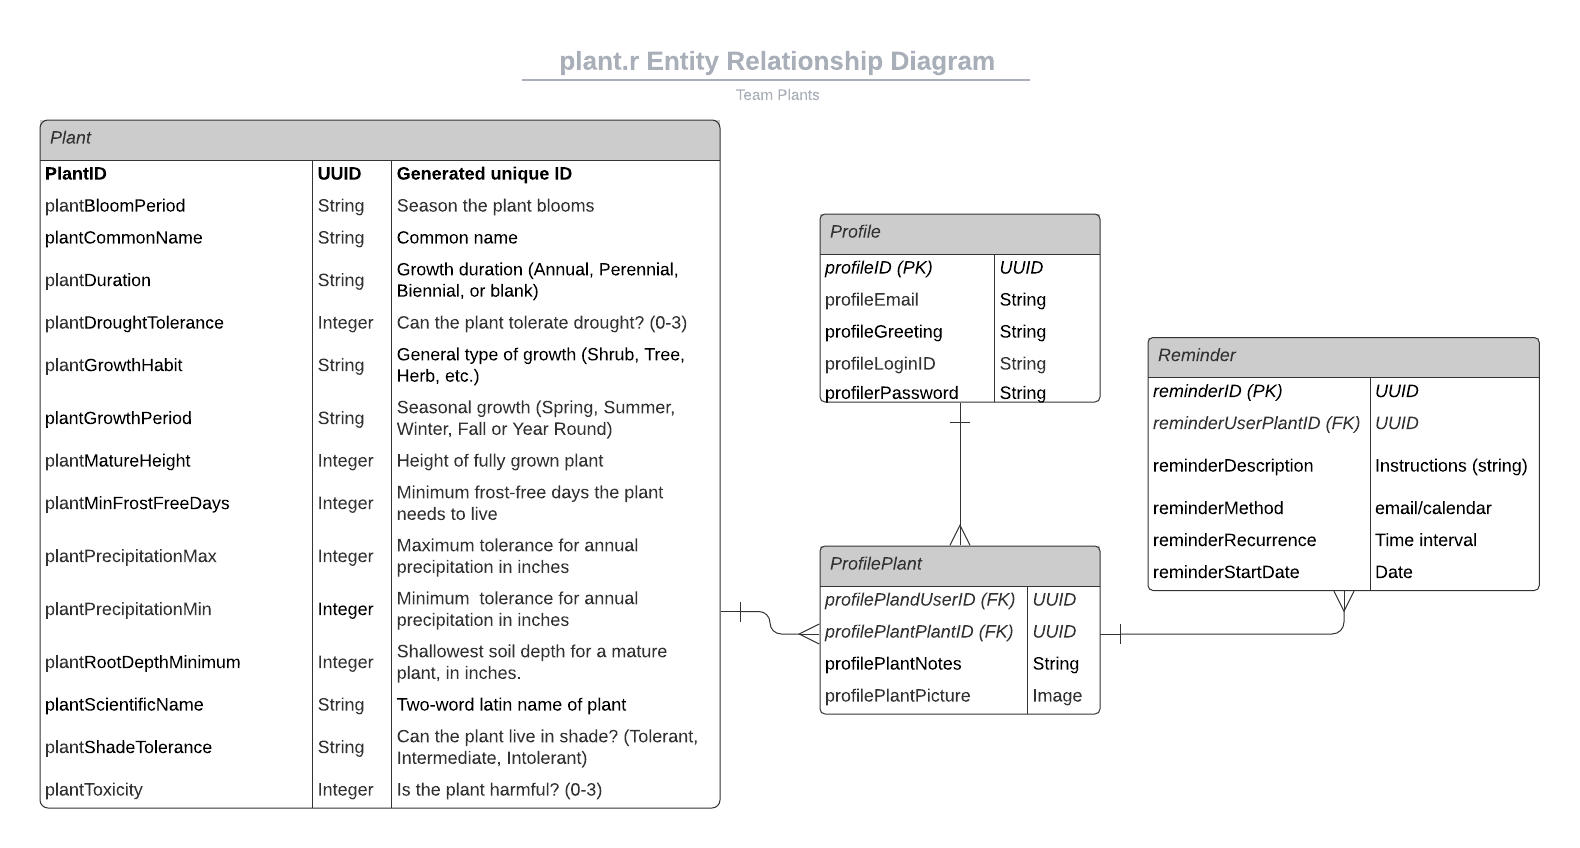 plant.r Entity Relationship Diagram
Team Plants
Plant
PlantID UUID Generated unique ID
plantBloomPeriod String Season the plant blooms
plantCommonName String Common name
plantDuration String Growth duration (Annual, Perennial,
Biennial, or blank)
plantDroughtTolerance Integer Can the plant tolerate drought? (0-3)
plantGrowthHabit String General type of growth (Shrub, Tree,
Herb, etc.)
plantGrowthPeriod String Seasonal growth (Spring, Summer,
Winter, Fall or Year Round)
plantMatureHeight Integer Height of fully grown plant
plantMinFrostFreeDays Integer Minimum frost-free days the plant
needs to live
plantPrecipitationMax Integer Maximum tolerance for annual
precipitation in inches
plantPrecipitationMin Integer Minimum  tolerance for annual
precipitation in inches
plantRootDepthMinimum Integer Shallowest soil depth for a mature
plant, in inches.
plantScientificName String Two-word latin name of plant
plantShadeTolerance String Can the plant live in shade? (Tolerant,
Intermediate, Intolerant)
plantToxicity Integer Is the plant harmful? (0-3)
Profile
profileID (PK) UUID
profileEmail String
profileGreeting String
profileLoginID String
profilerPassword String
ProfilePlant
profilePlandUserID (FK) UUID
profilePlantPlantID (FK) UUID
profilePlantNotes String
profilePlantPicture Image
Reminder
reminderID (PK) UUID
reminderUserPlantID (FK) UUID
reminderDescription Instructions (string)
reminderMethod email/calendar
reminderRecurrence Time interval
reminderStartDate Date